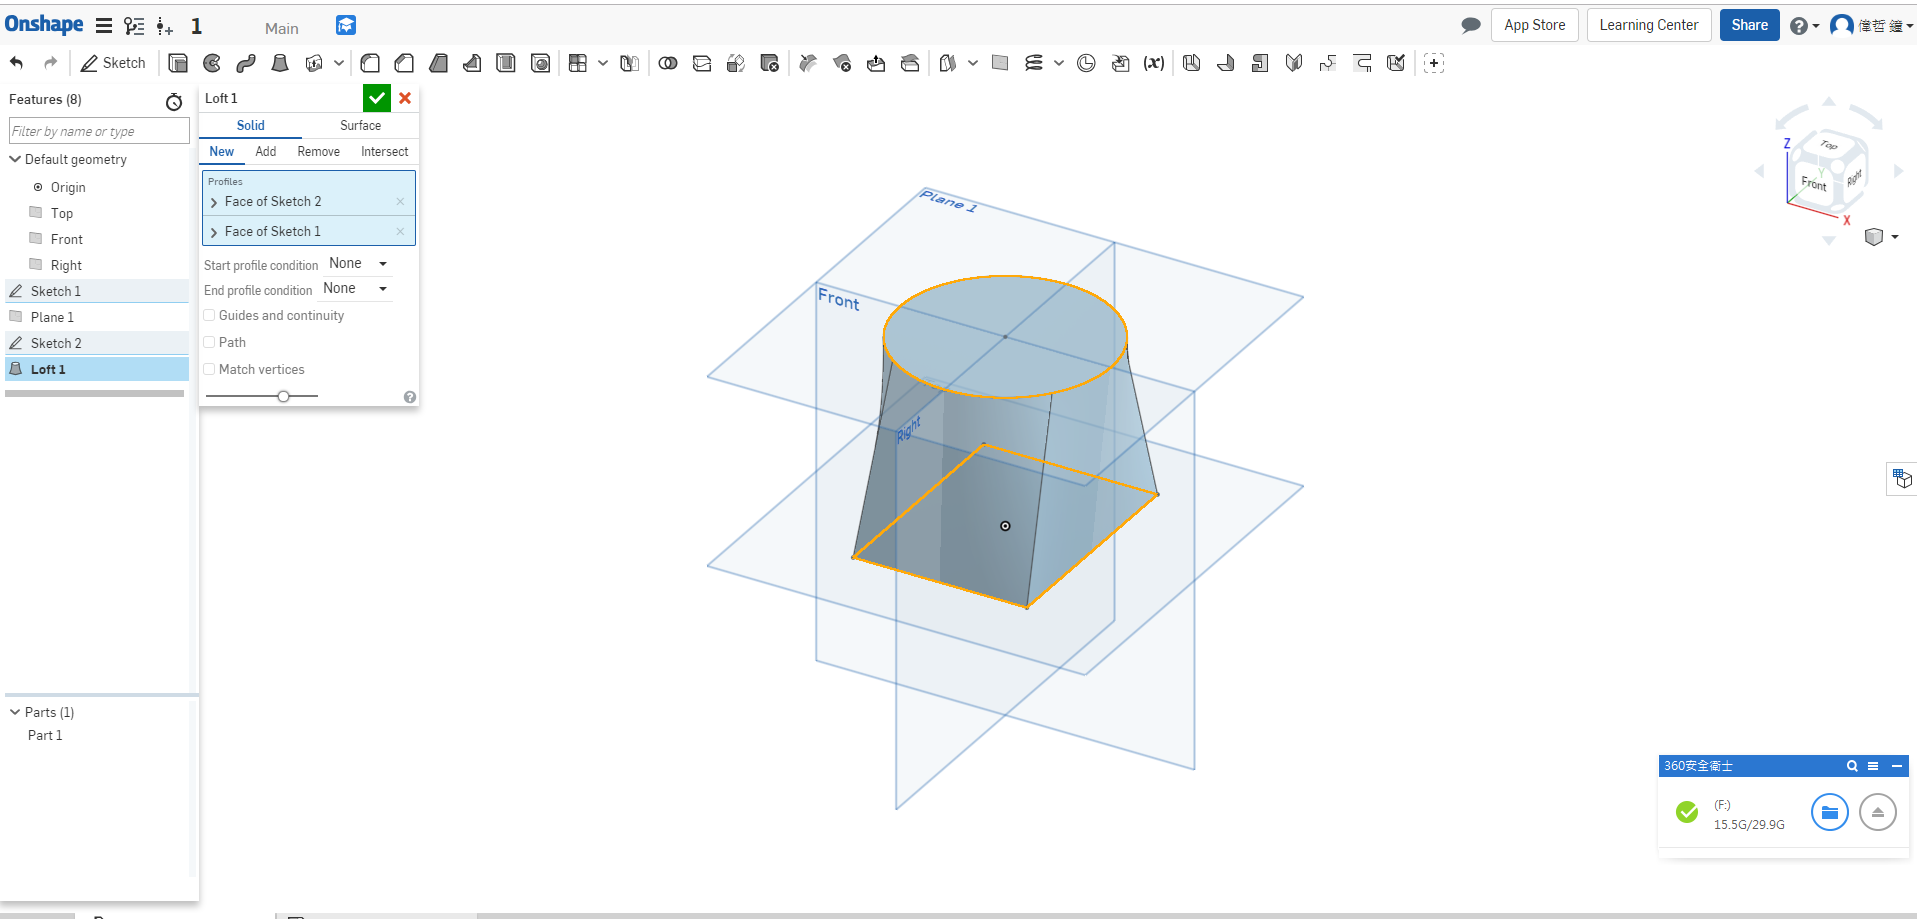 Onshape
1
Main
App Store
Learning Center
Share
偉哲 鐘
Sketch
(x)
Features (8)
Filter by name or type
Default geometry
Origin
Top
Front
Right
Sketch 1
Plane 1
Sketch 2
Loft 1
Parts (1)
Part 1
Loft 1
Solid
Surface
New
Add
Remove
Intersect
Profiles
Face of Sketch 2
Face of Sketch 1
Start profile condition
None
End profile condition
None
Guides and continuity
Path
Match vertices
Plane 1
Front
Right
Z
Top
Y
Front
Right
X
360安全衛士
(F:)
15.5G/29.9G